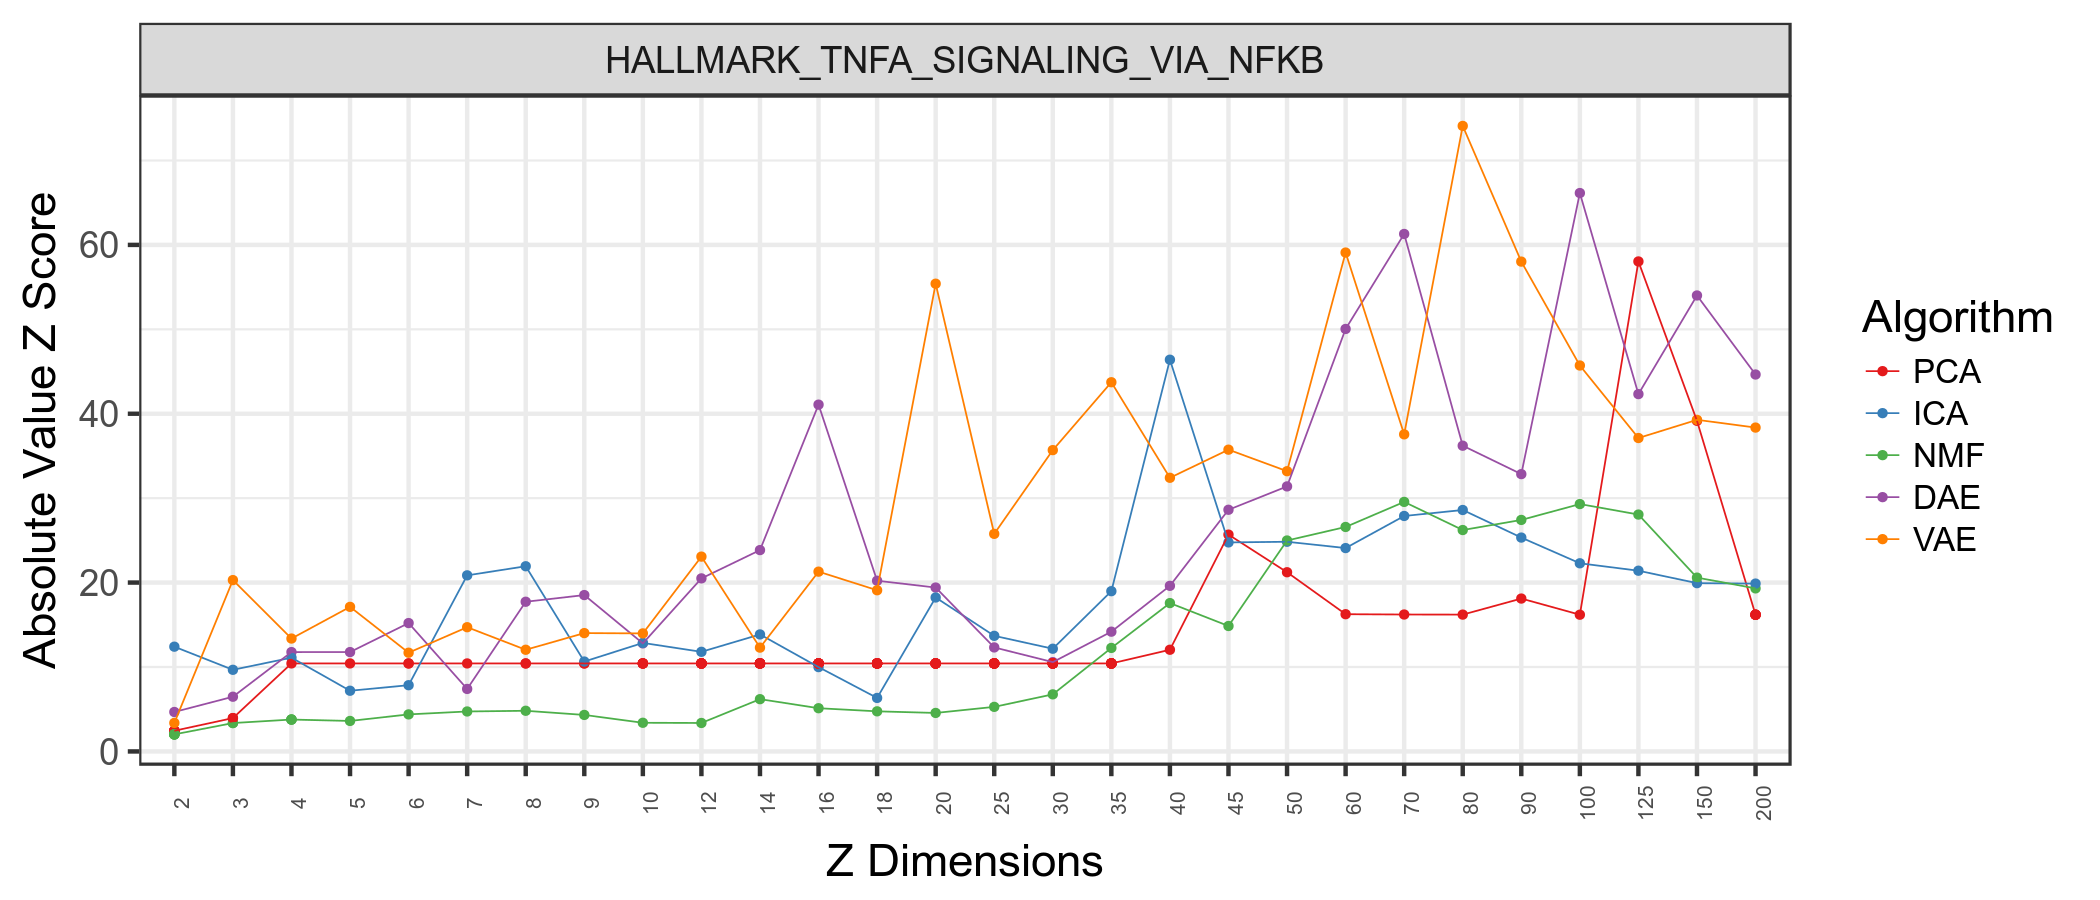 HALLMARK_TNFA_SIGNALING_VIA_NFKB
Absolute Value Z Score
60
40
20
0
2 3 4 5 6 7 8 9 10 12 14 16 18 20 25 30 35 40 45 50 60 70 80 90 100 125 150 200
Z Dimensions
Algorithm
PCA
ICA
NMF
DAE
VAE